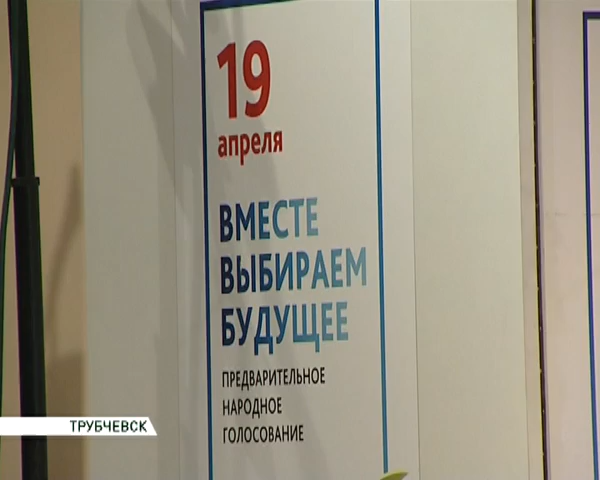 19
апреля
ВМЕСТЕ
ВЫБИРАЕМ
БУДУЩЕЕ
ПРЕДВАРИТЕЛЬНОЕ
НАРОДНОЕ
ГОЛОСОВАНИЕ
ТРУБЧЕВСК